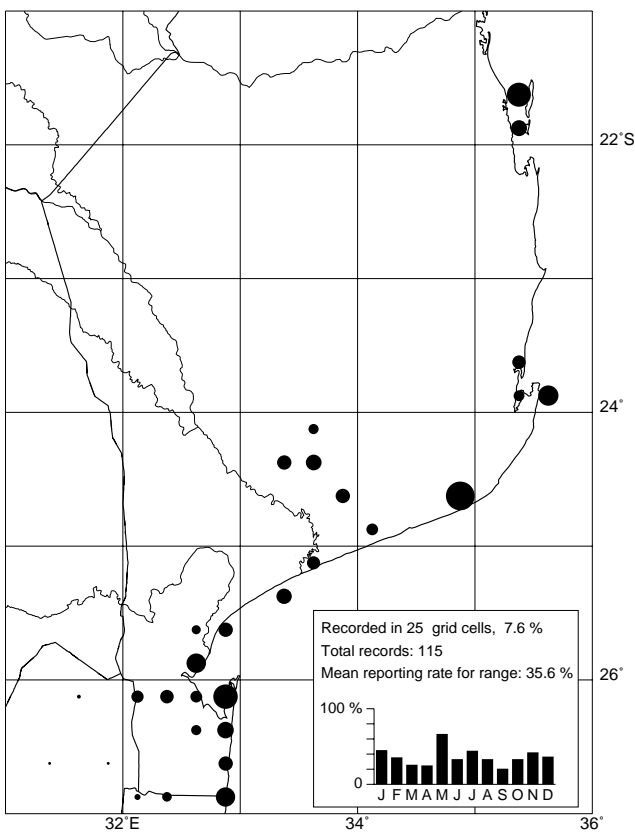 22°S
24°
Recorded in 25 grid cells, 7.6 %
Total records: 115
Mean reporting rate for range: 35.6 %
26°
100 %
0
J F M A M J J A S O N D
32°E
34
36